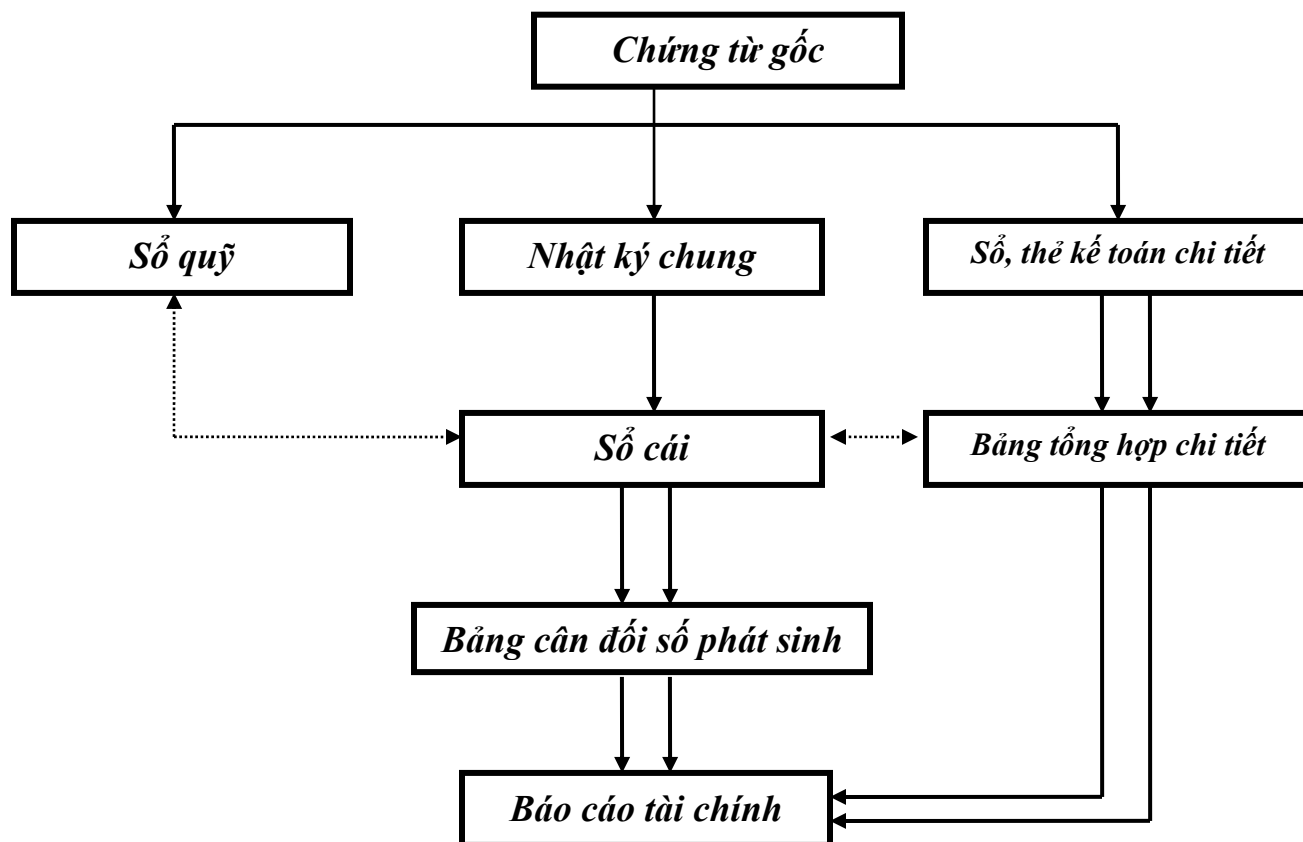 Chứng từ gốc
Sổ quỹ
Nhật ký chung
Sổ, thẻ kế toán chi tiết
Sổ cái
Bảng tổng hợp chi tiết
Bảng cân đối số phát sinh
Báo cáo tài chính